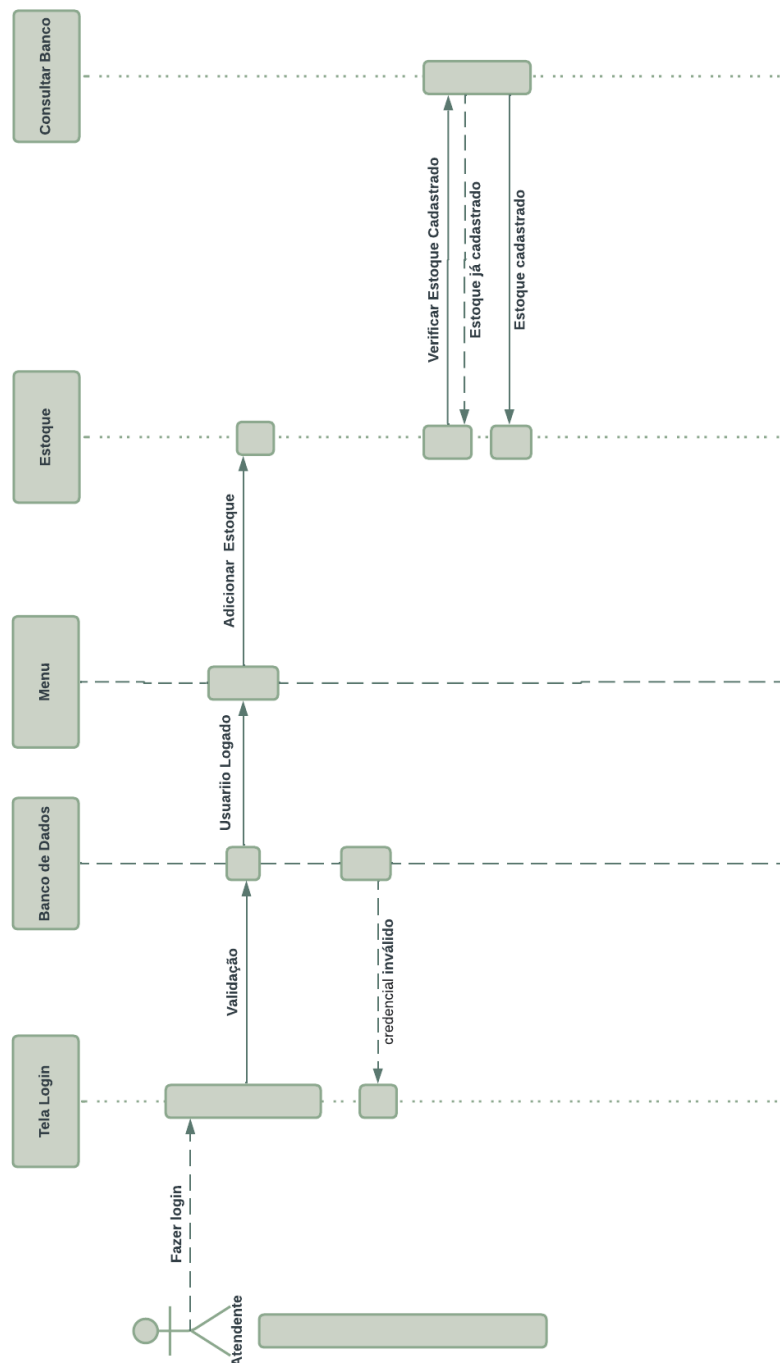 Consultar Banco
Estoque
Menu
Banco de Dados
Tela Login
Atendente
Fazer login
Validação
Usuariio Logado
Adicionar Estoque
credencial inválido
Verificar Estoque Cadastrado
Estoque já cadastrado
Estoque cadastrado